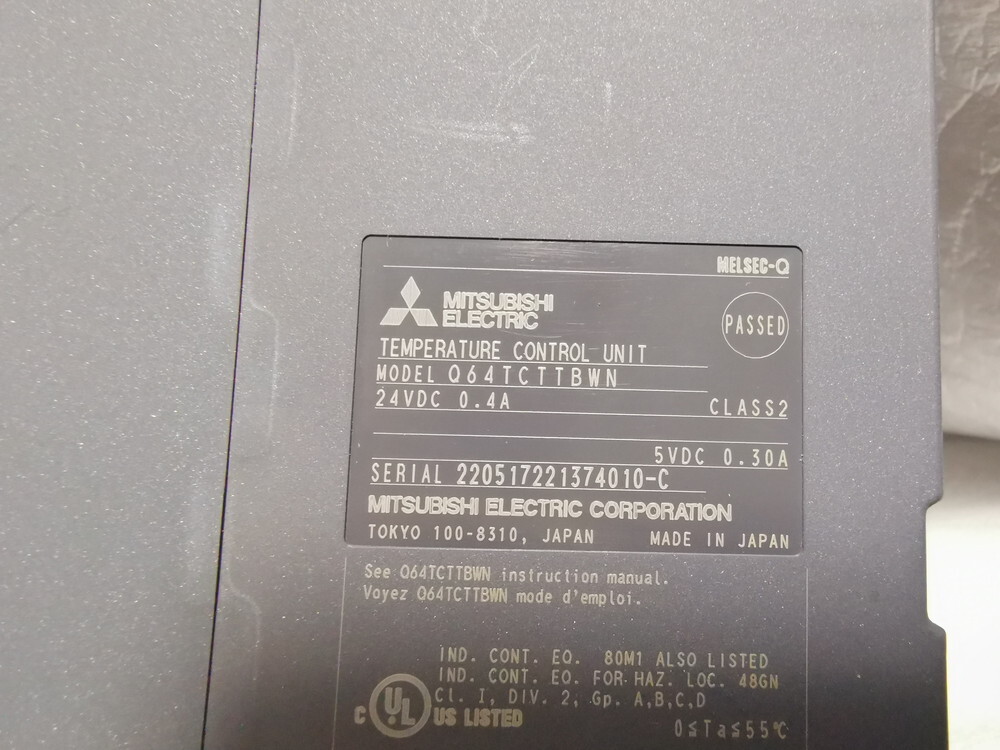 MELSEC-Q
MITSUBISHI
ELECTRIC
PASSED
TEMPERATURE CONTROL UNIT
MODEL Q64TCTTBWN
24VDC 0.4A CLASS2
5VDC 0.30A
SERIAL 220517221374010-C
MITSUBISHI ELECTRIC CORPORATION
TOKYO 100-8310, JAPAN MADE IN JAPAN
See Q64TCTTBWN instruction manual.
Voyez Q64TCTTBWN mode d'emploi.
IND. CONT. EQ. 80M1 ALSO LISTED
IND. CONT. EQ. FOR HAZ. LOC. 48GN
Cl. I, DIV. 2, Gp. A,B,C,D
C UL US LISTED
0≤Ta≤55℃